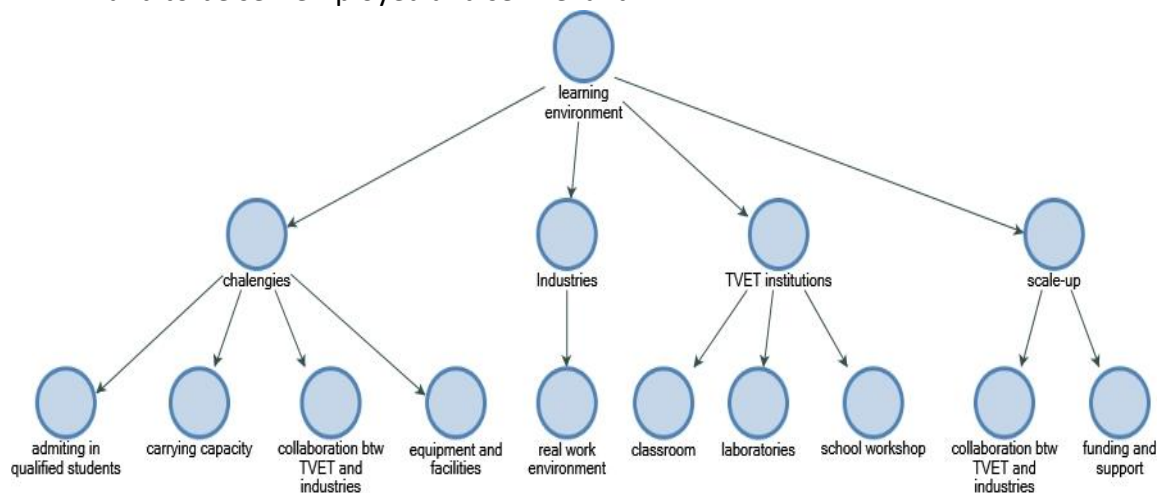 learning
environment
chalengies
Industries
TVET institutions
scale-up
admiting in
qualified students
carrying capacity
collaboration btw
TVET and
industries
equipment and
facilities
real work
environment
classroom
laboratories
school workshop
collaboration btw
TVET and
industries
funding and
support